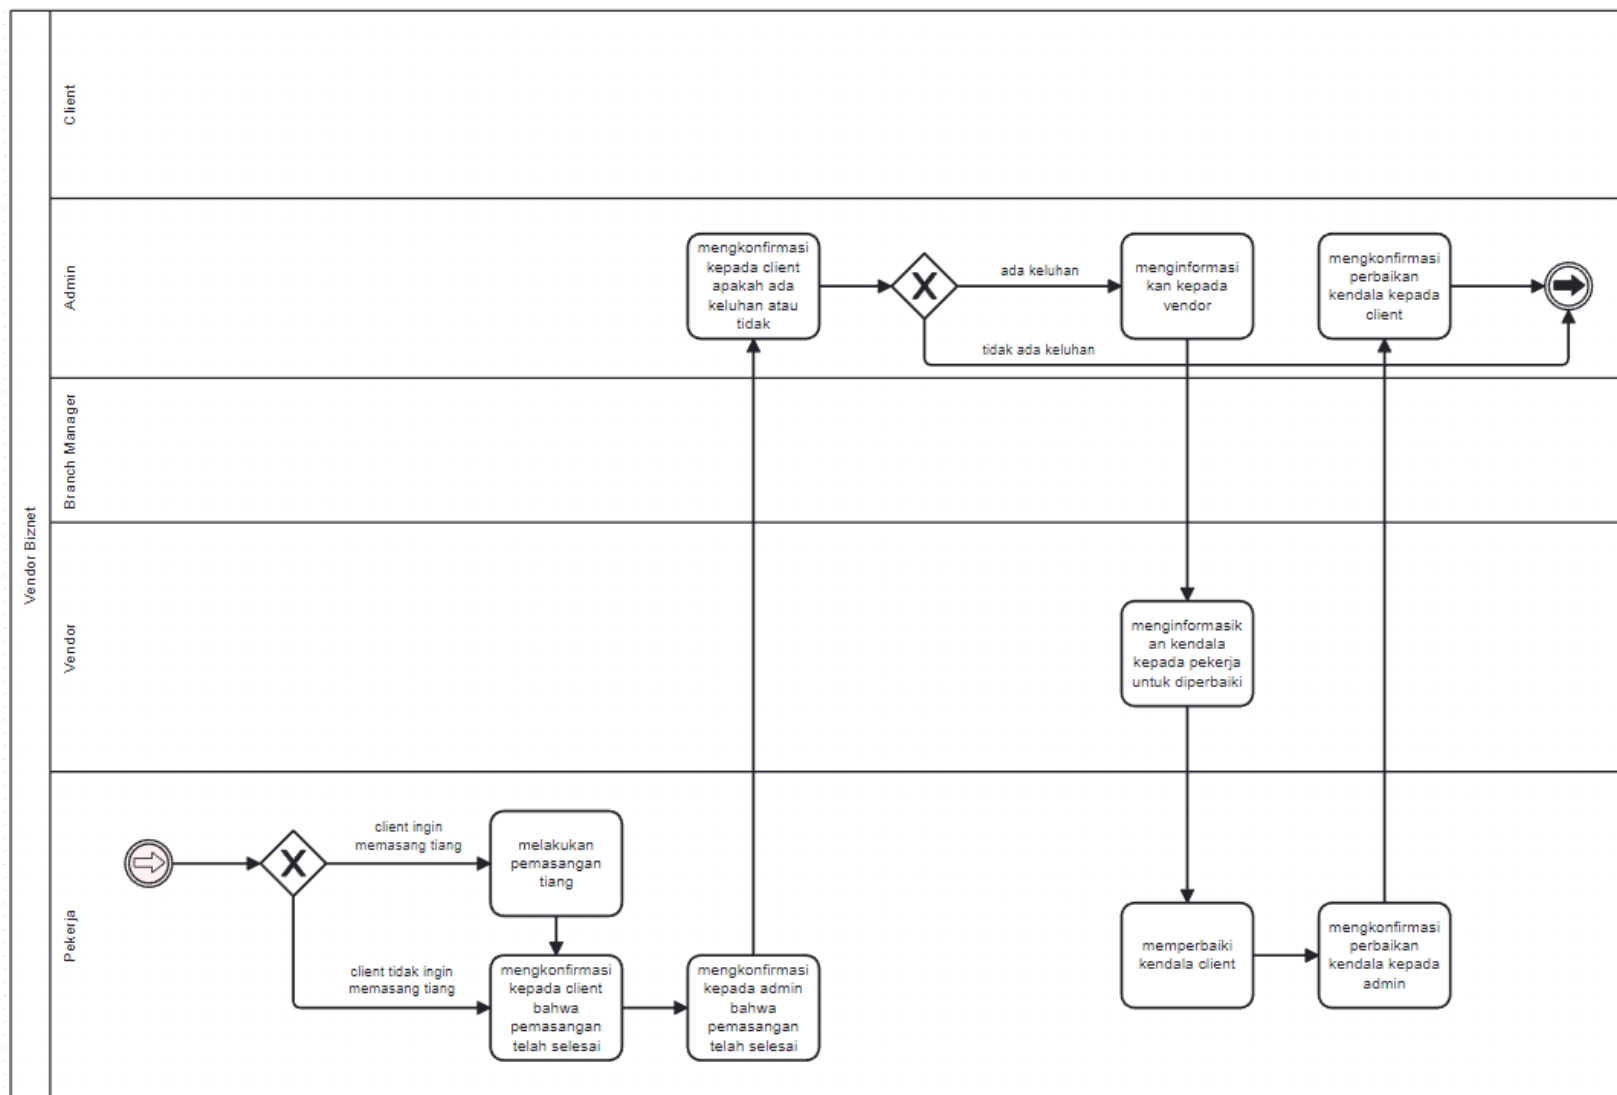 Vendor Biznet
Client
Admin
Branch Manager
Vendor
Pekerja
mengkonfirmasi
kepada client
apakah ada
keluhan atau
tidak
ada keluhan
tidak ada keluhan
menginformasi
kan kepada
vendor
mengkonfirmasi
perbaikan
kendala kepada
client
menginformasik
an kendala
kepada pekerja
untuk diperbaiki
client ingin
memasang tiang
melakukan
pemasangan
tiang
client tidak ingin
memasang tiang
mengkonfirmasi
kepada client
bahwa
pemasangan
telah selesai
mengkonfirmasi
kepada admin
bahwa
pemasangan
telah selesai
memperbaiki
kendala client
mengkonfirmasi
perbaikan
kendala kepada
admin